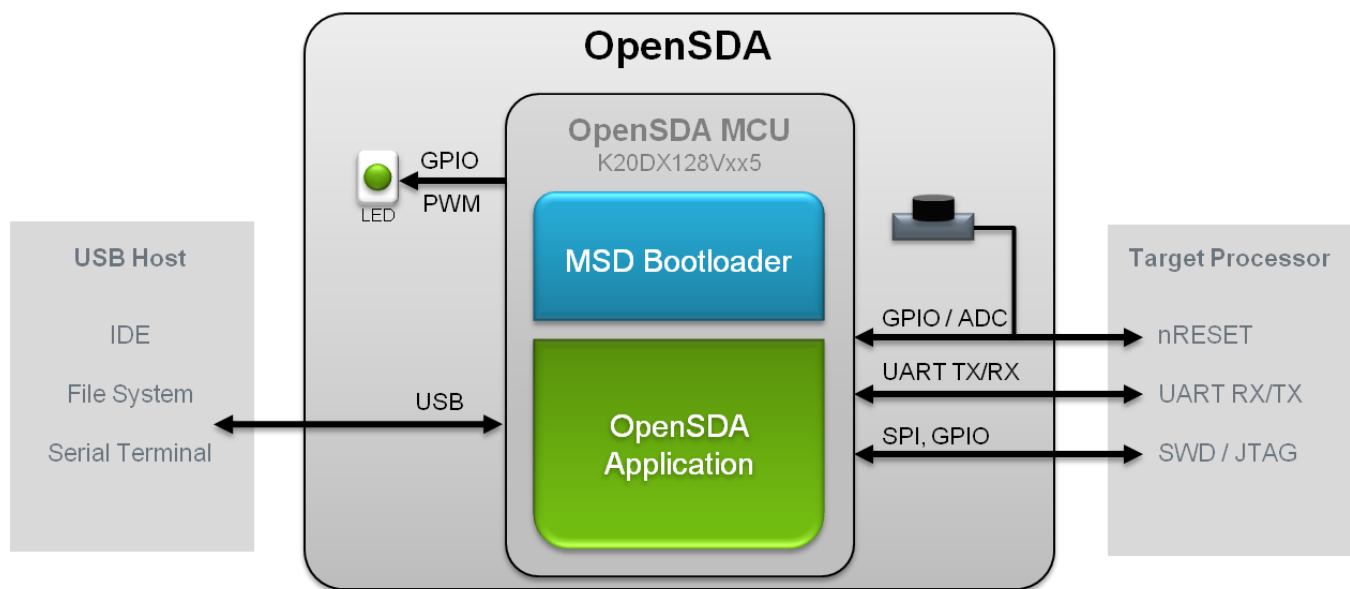 OpenSDA
OpenSDA MCU
K20DX128Vxx5
GPIO
PWM
LED
MSD Bootloader
USB Host
IDE
File System
Serial Terminal
USB
OpenSDA
Application
GPIO / ADC
UART TX/RX
SPI, GPIO
Target Processor
nRESET
UART RX/TX
SWD / JTAG